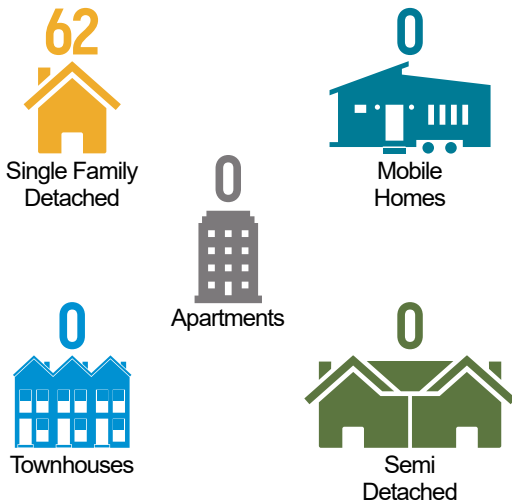 62
Single Family
Detached
0
Mobile
Homes
0
Apartments
0
Townhouses
0
Semi
Detached